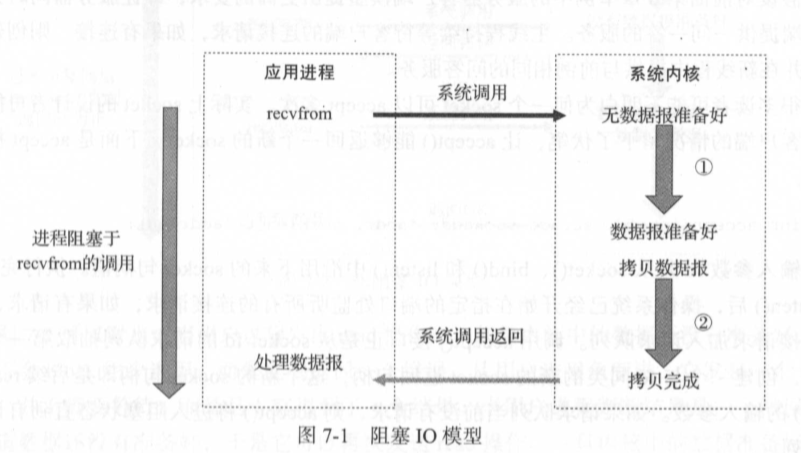 应用进程
系统内核
系统调用
recvfrom
无数据报准备好
①
进程阻塞于
recvfrom的调用
数据报准备好
拷贝数据报
②
系统调用返回
处理数据报
拷贝完成
图 7-1 阻塞 IO 模型